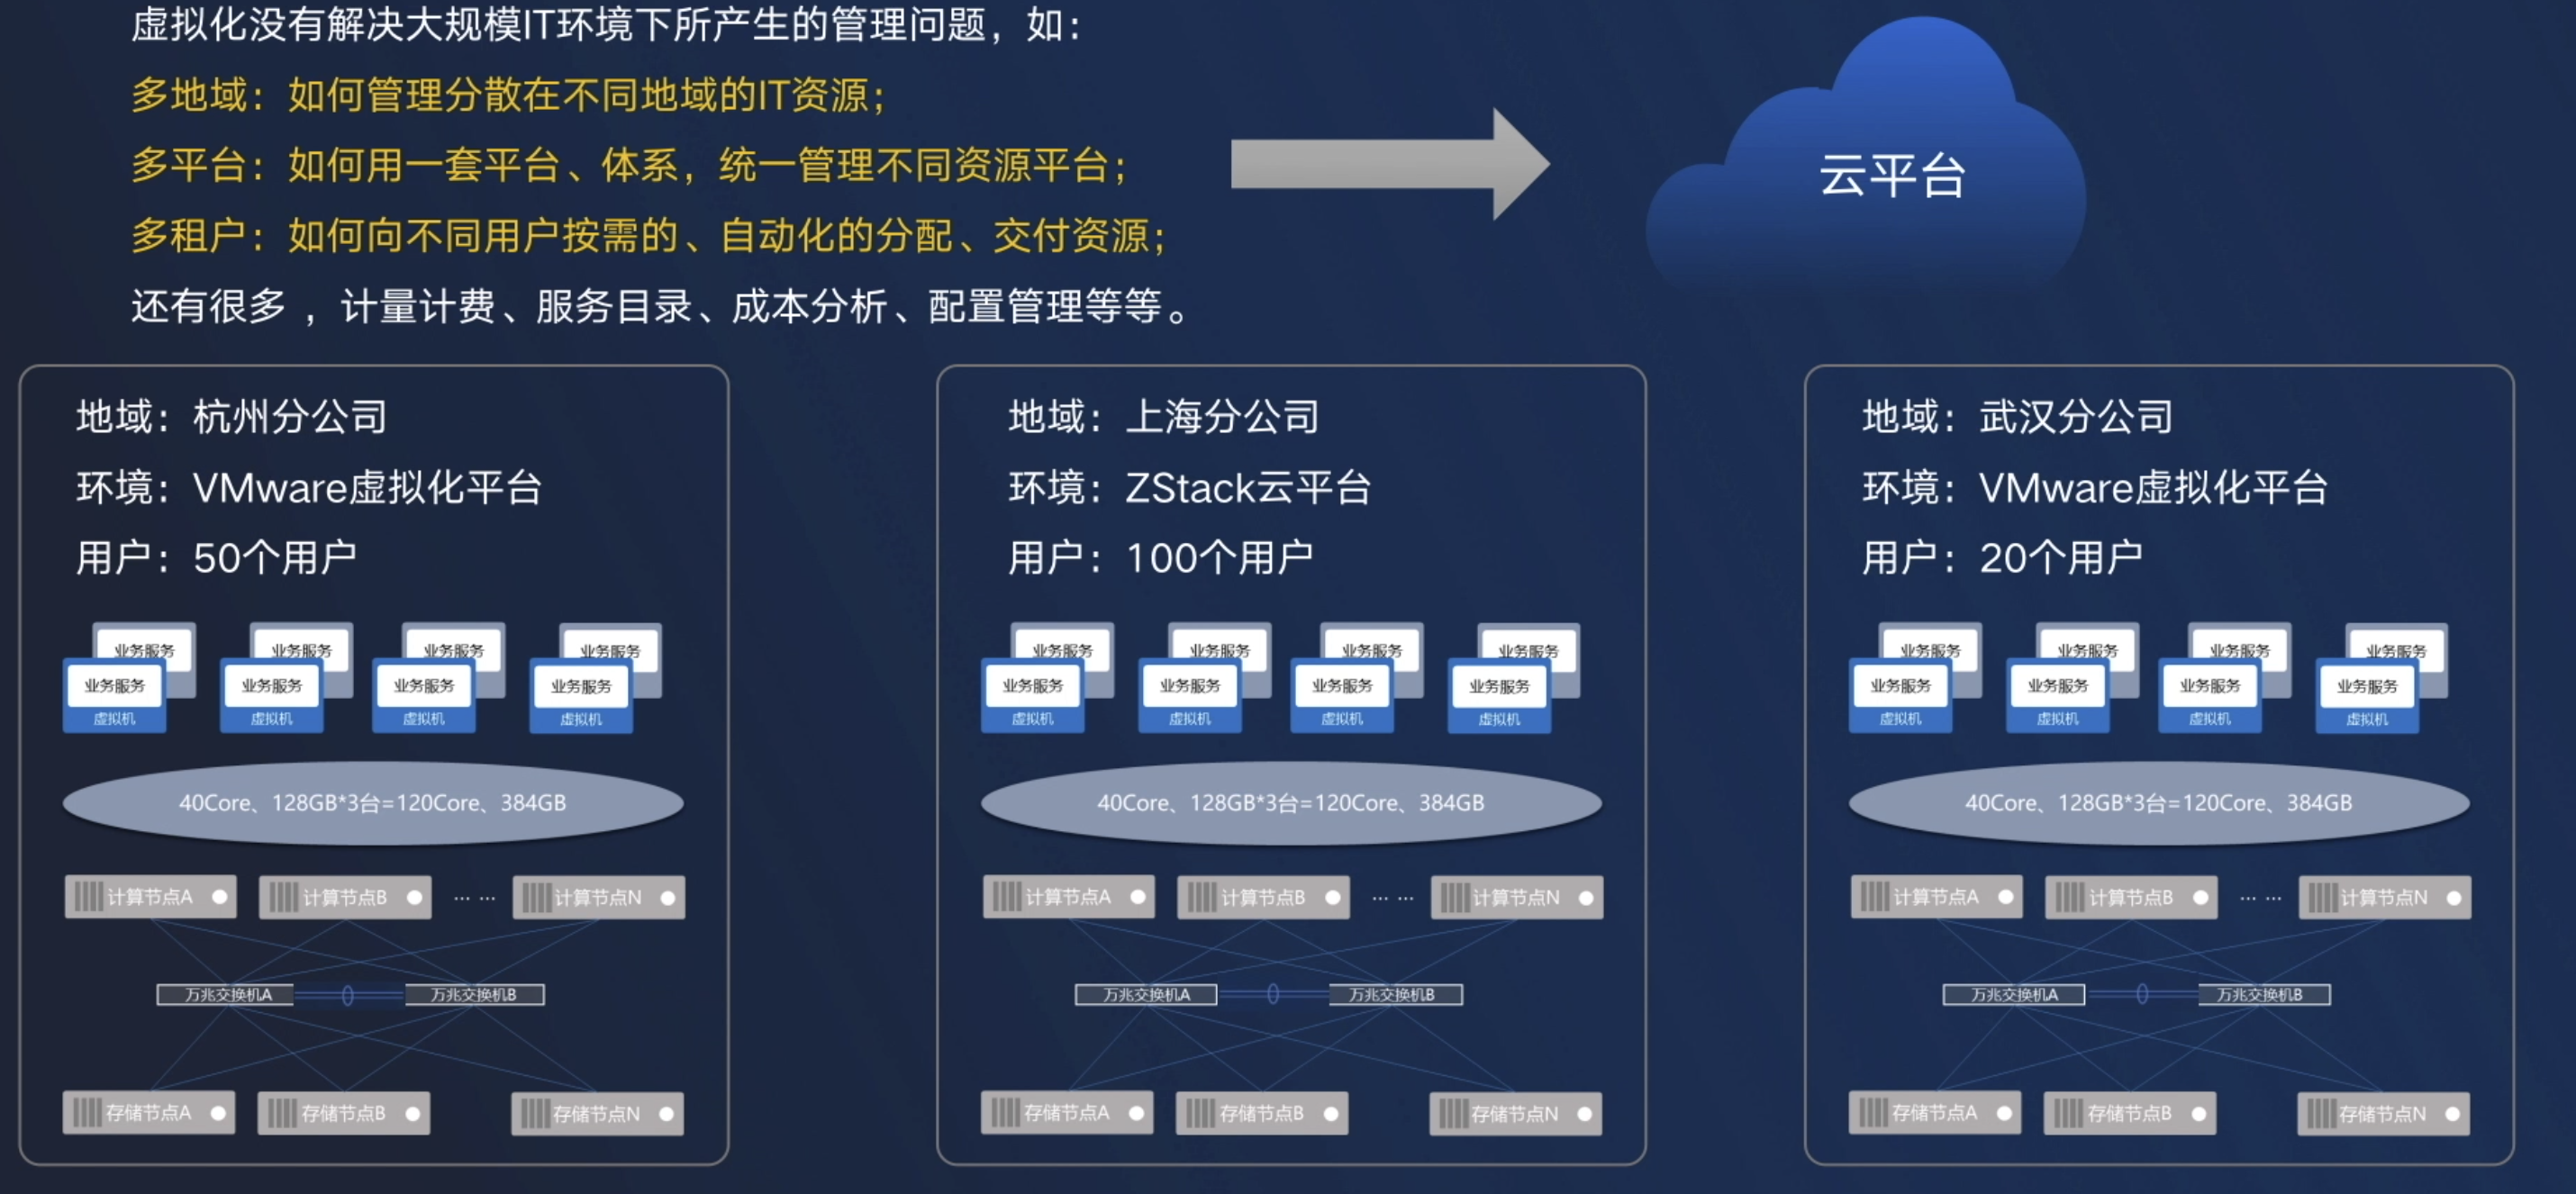 虚拟化没有解决大规模IT环境下所产生的管理问题，如：
多地域：如何管理分散在不同地域的IT资源；
多平台：如何用一套平台、体系，统一管理不同资源平台；
多租户：如何向不同用户按需的、自动化的分配、交付资源；
还有很多 ，计量计费、服务目录、成本分析、配置管理等等。
云平台
地域：杭州分公司
环境：VMware虚拟化平台
用户：50个用户
业务服务 业务服务 业务服务 业务服务
业务服务 业务服务 业务服务 业务服务
虚拟机 虚拟机 虚拟机 虚拟机
40Core、128GB*3台=120Core、384GB
计算节点A 计算节点B ... ... 计算节点N
万兆交换机A 万兆交换机B
存储节点A 存储节点B 存储节点N
地域：上海分公司
环境：ZStack云平台
用户：100个用户
业务服务 业务服务 业务服务 业务服务
业务服务 业务服务 业务服务 业务服务
虚拟机 虚拟机 虚拟机 虚拟机
40Core、128GB*3台=120Core、384GB
计算节点A 计算节点B ... ... 计算节点N
万兆交换机A 万兆交换机B
存储节点A 存储节点B 存储节点N
地域：武汉分公司
环境：VMware虚拟化平台
用户：20个用户
业务服务 业务服务 业务服务 业务服务
业务服务 业务服务 业务服务 业务服务
虚拟机 虚拟机 虚拟机 虚拟机
40Core、128GB*3台=120Core、384GB
计算节点A 计算节点B ... ... 计算节点N
万兆交换机A 万兆交换机B
存储节点A 存储节点B 存储节点N